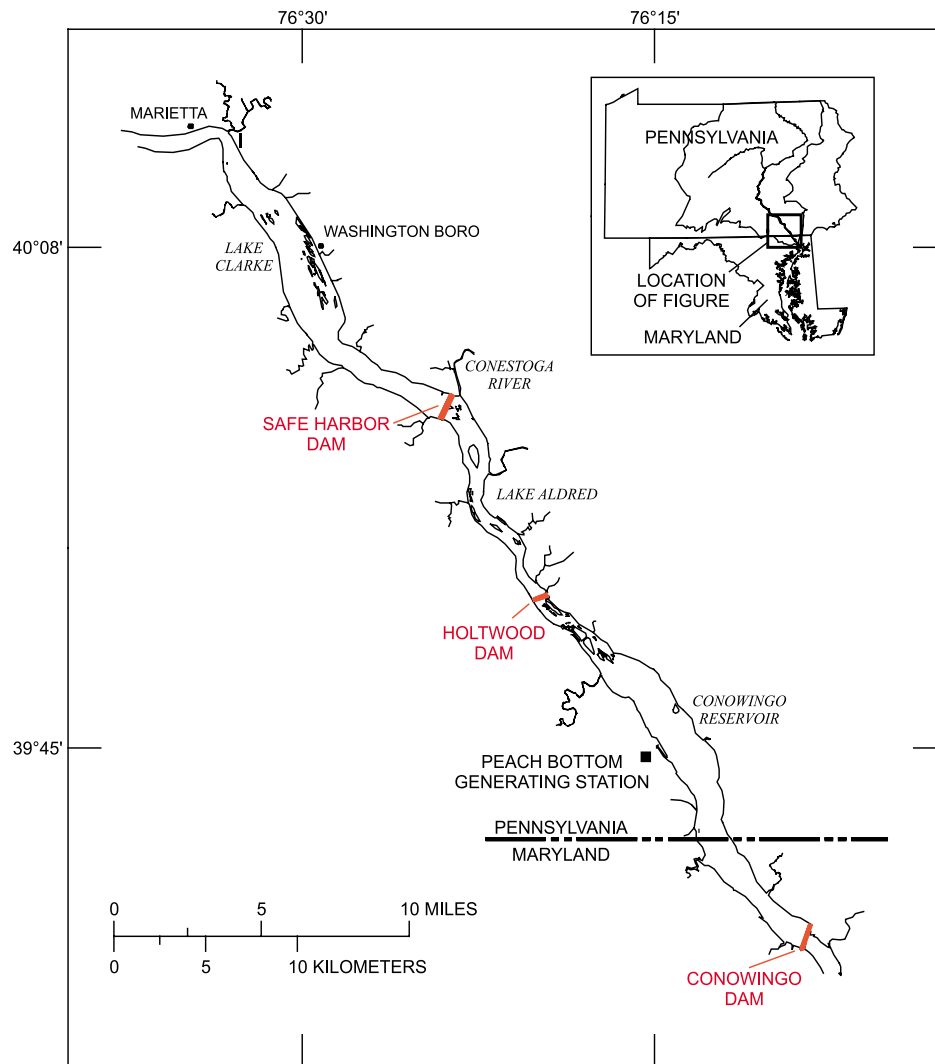 76°30'
76°15'
MARIETTA
PENNSYLVANIA
40°08'
LAKE
CLARKE
WASHINGTON BORO
LOCATION
OF FIGURE
MARYLAND
CONESTOGA
RIVER
SAFE HARBOR
DAM
LAKE ALDRED
HOLTWOOD
DAM
CONOWINGO
RESERVOIR
39°45'
PEACH BOTTOM
GENERATING STATION
PENNSYLVANIA
MARYLAND
0 5 10 MILES
0 5 10 KILOMETERS
CONOWINGO
DAM